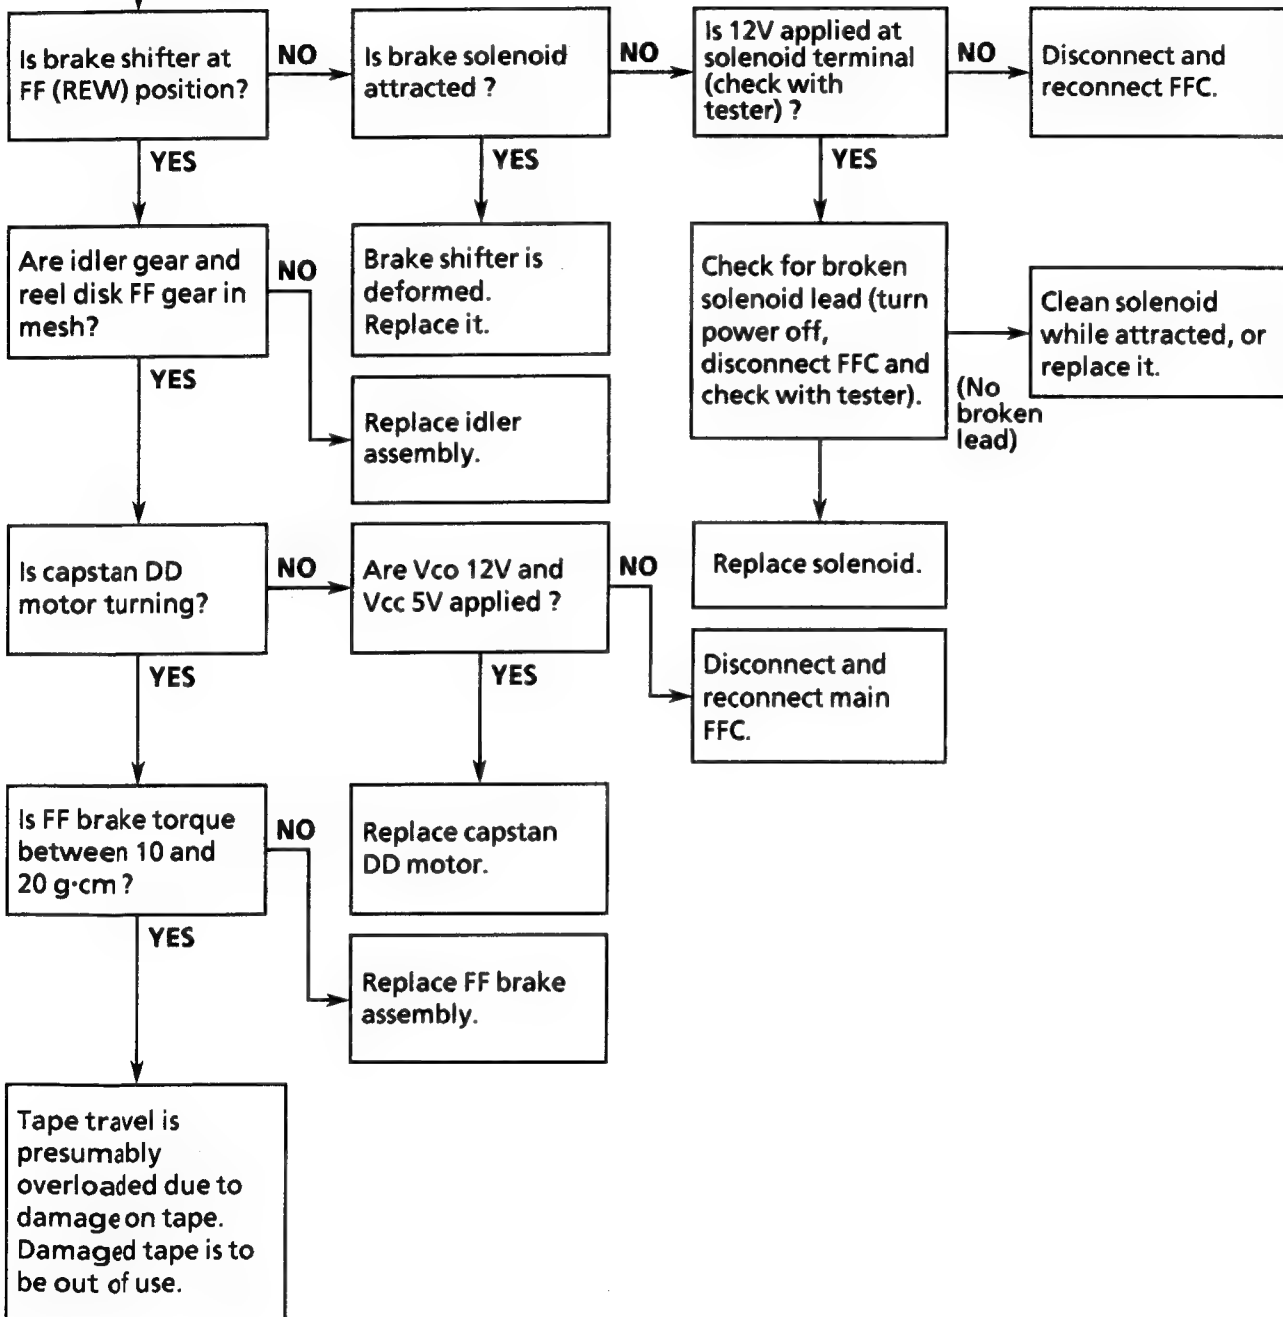 Is brake shifter at
FF (REW) position?
NO
Is brake solenoid
attracted ?
NO
Is 12V applied at
solenoid terminal
(check with
tester) ?
NO
Disconnect and
reconnect FFC.
YES
YES
YES
Are idler gear and
reel disk FF gear in
mesh?
NO
Brake shifter is
deformed.
Replace it.
Check for broken
solenoid lead (turn
power off,
disconnect FFC and
check with tester).
(No
broken
lead)
Clean solenoid
while attracted, or
replace it.
YES
Replace idler
assembly.
Is capstan DD
motor turning?
NO
Are Vco 12V and
Vcc 5V applied ?
NO
Replace solenoid.
YES
YES
Disconnect and
reconnect main
FFC.
Is FF brake torque
between 10 and
20 g·cm ?
NO
Replace capstan
DD motor.
YES
Replace FF brake
assembly.
Tape travel is
presumably
overloaded due to
damage on tape.
Damaged tape is to
be out of use.